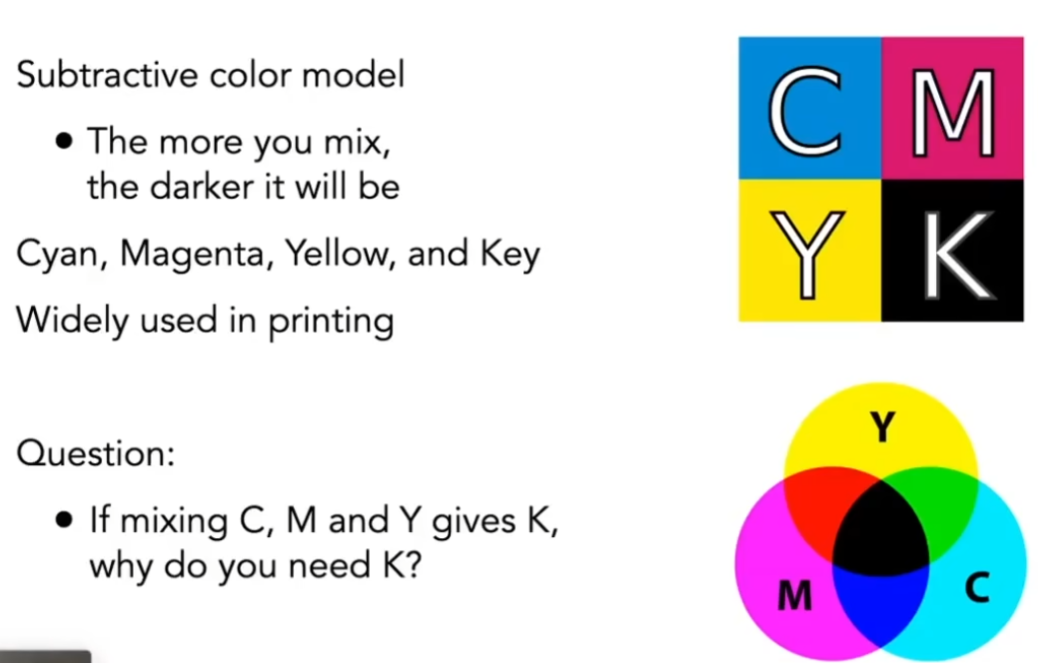 Subtractive color model
● The more you mix,
the darker it will be
Cyan, Magenta, Yellow, and Key
Widely used in printing
Question:
● If mixing C, M and Y gives K,
why do you need K?
C M
Y K
Y
M C